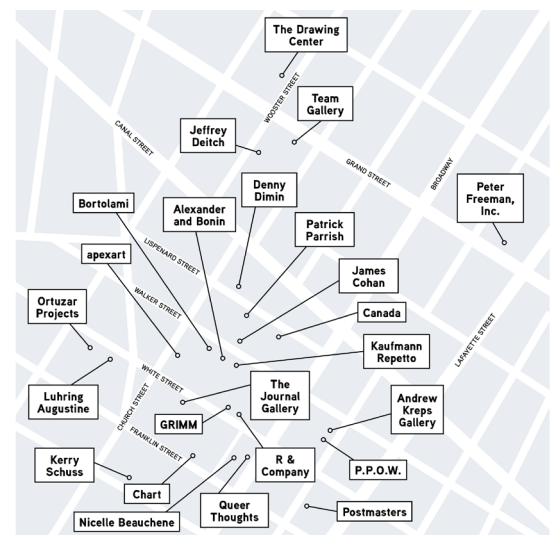 The Drawing
Center
WOOSTER STREET
Team
Gallery
CANAL STREET
Jeffrey
Deitch
GRAND STREET
BROADWAY
Denny
Dimin
Peter
Freeman,
Inc.
Bortolami
Alexander
and Bonin
Patrick
Parrish
LISPENARD STREET
apexart
James
Cohan
WALKER STREET
Ortuzar
Projects
Canada
LAFAYETTE STREET
Kaufmann
Repetto
WHITE STREET
Luhring
Augustine
CHURCH STREET
The
Journal
Gallery
Andrew
Kreps
Gallery
GRIMM
FRANKLIN STREET
Kerry
Schuss
R &
Company
P.P.O.W.
Chart
Queer
Thoughts
Postmasters
Nicelle Beauchene